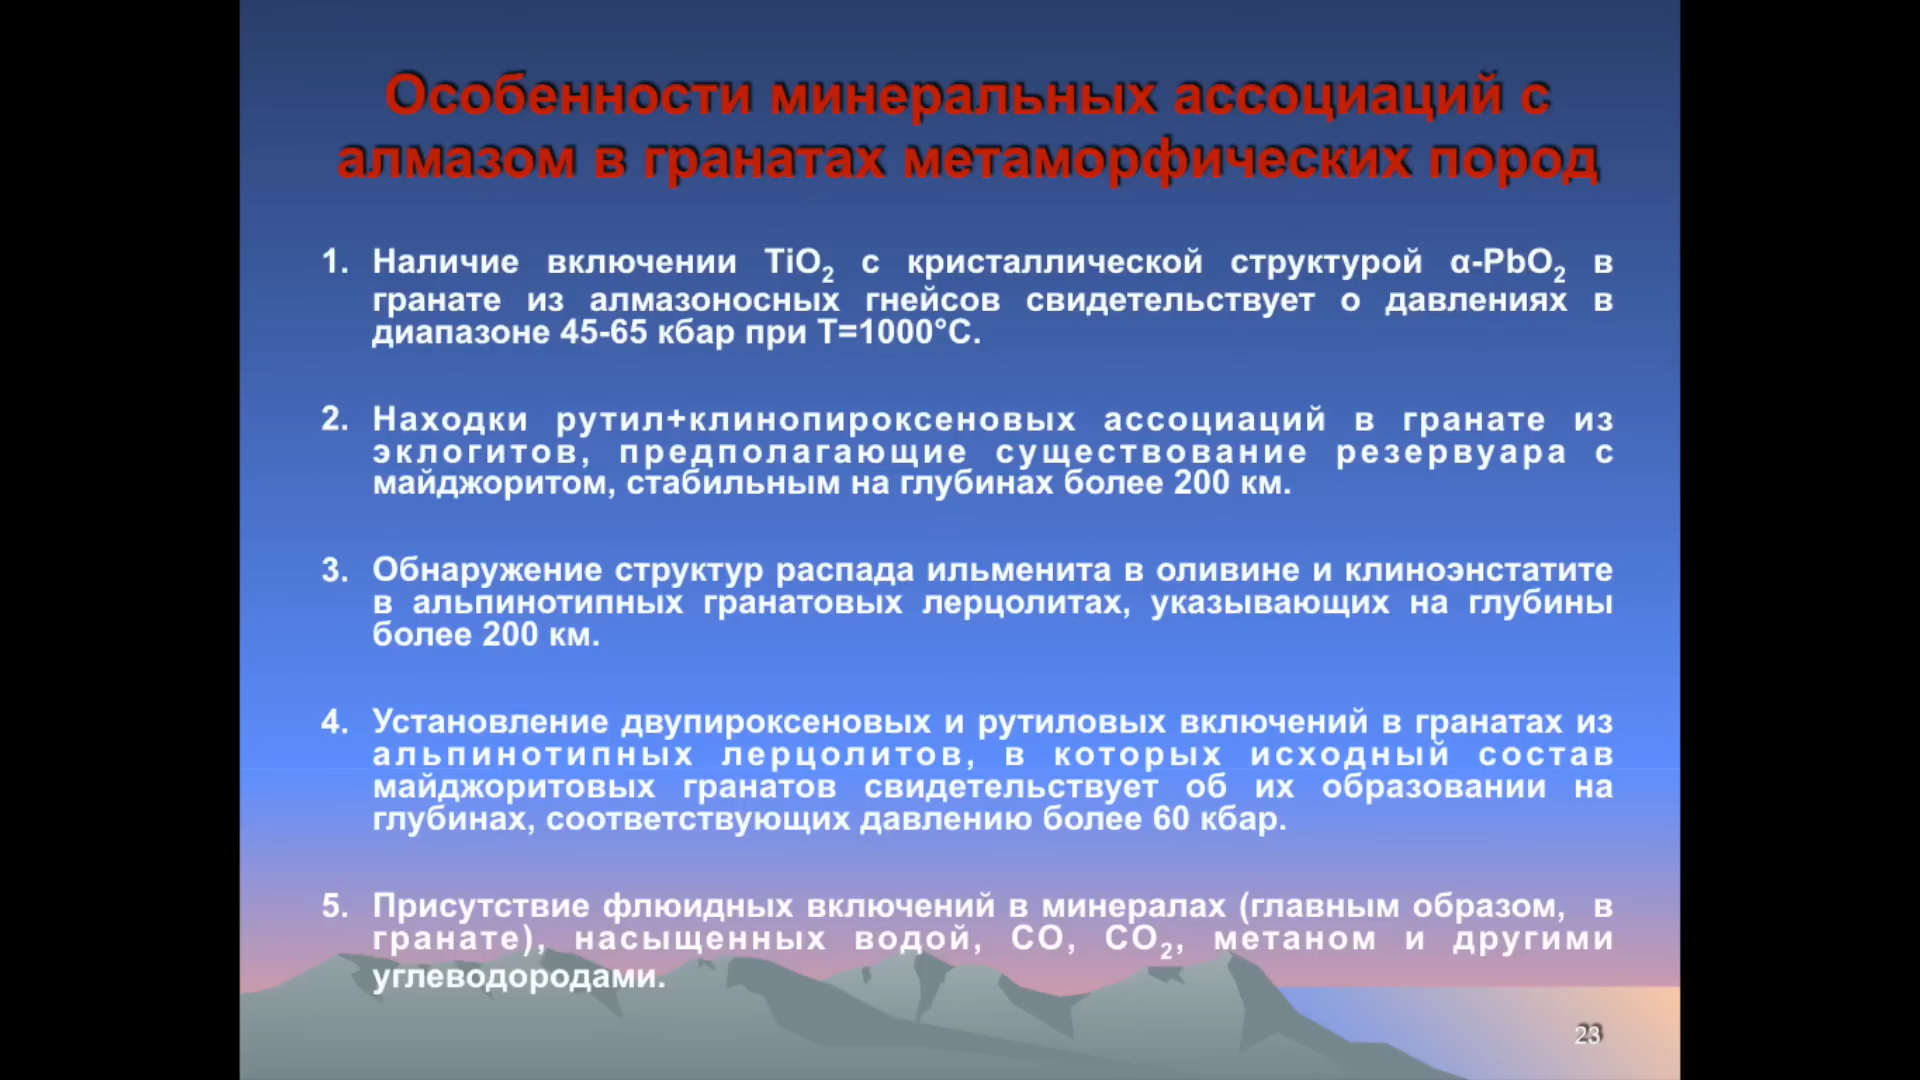 Особенности минеральных ассоциаций с
алмазом в гранатах метаморфических пород
1. Наличие включении TiO₂ с кристаллической структурой α-PbO₂ в
гранате из алмазоносных гнейсов свидетельствует о давлениях в
диапазоне 45-65 кбар при Т=1000°С.
2. Находки рутил+клинопироксеновых ассоциаций в гранате из
эклогитов, предполагающие существование резервуара с
майджоритом, стабильным на глубинах более 200 км.
3. Обнаружение структур распада ильменита в оливине и клиноэнстатите
в альпинотипных гранатовых лерцолитах, указывающих на глубины
более 200 км.
4. Установление двупироксеновых и рутиловых включений в гранатах из
альпинотипных лерцолитов, в которых исходный состав
майджоритовых гранатов свидетельствует об их образовании на
глубинах, соответствующих давлению более 60 кбар.
5. Присутствие флюидных включений в минералах (главным образом, в
гранате), насыщенных водой, СО, СО₂, метаном и другими
углеводородами.
23